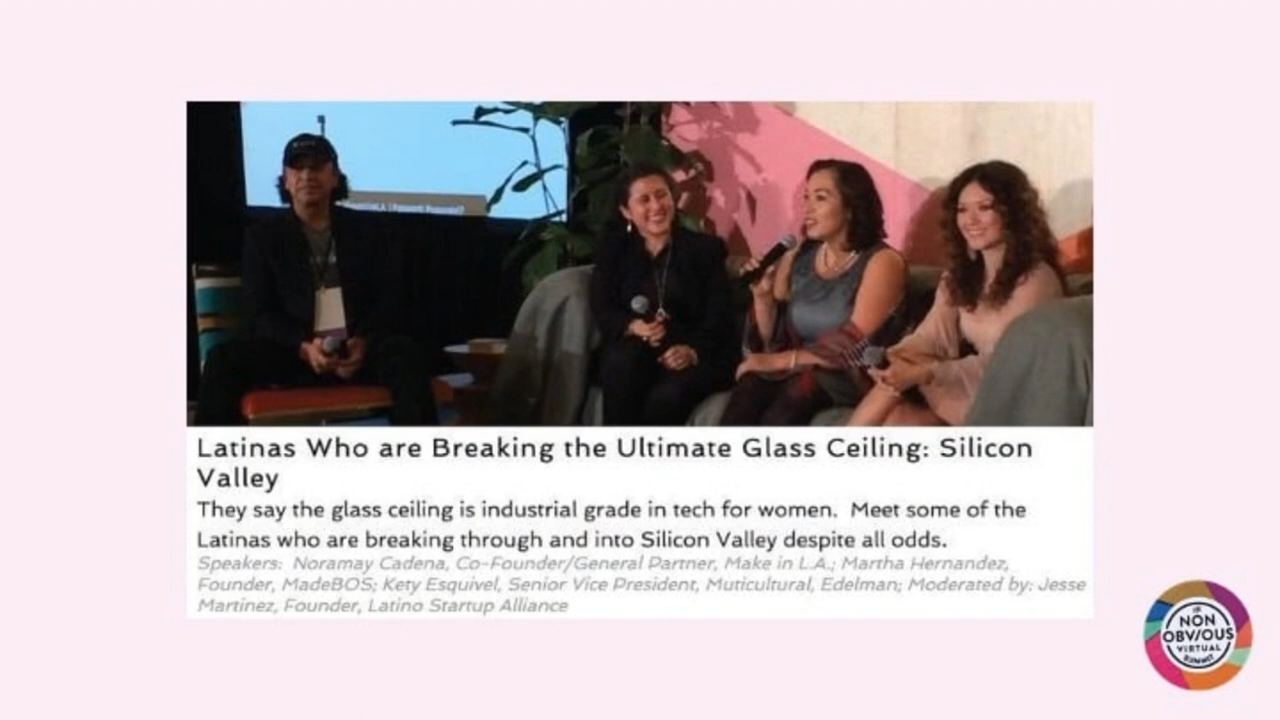 Latinas Who are Breaking the Ultimate Glass Ceiling: Silicon
Valley
They say the glass ceiling is industrial grade in tech for women. Meet some of the
Latinas who are breaking through and into Silicon Valley despite all odds.
Speakers: Noramay Cadena, Co-Founder/General Partner, Make in L.A.; Martha Hernandez,
Founder, MadeBOS; Kety Esquivel, Senior Vice President, Muticultural, Edelman; Moderated by: Jesse
Martinez, Founder, Latino Startup Alliance
NON
OBV/OUS
VIRTUAL
SUMMIT